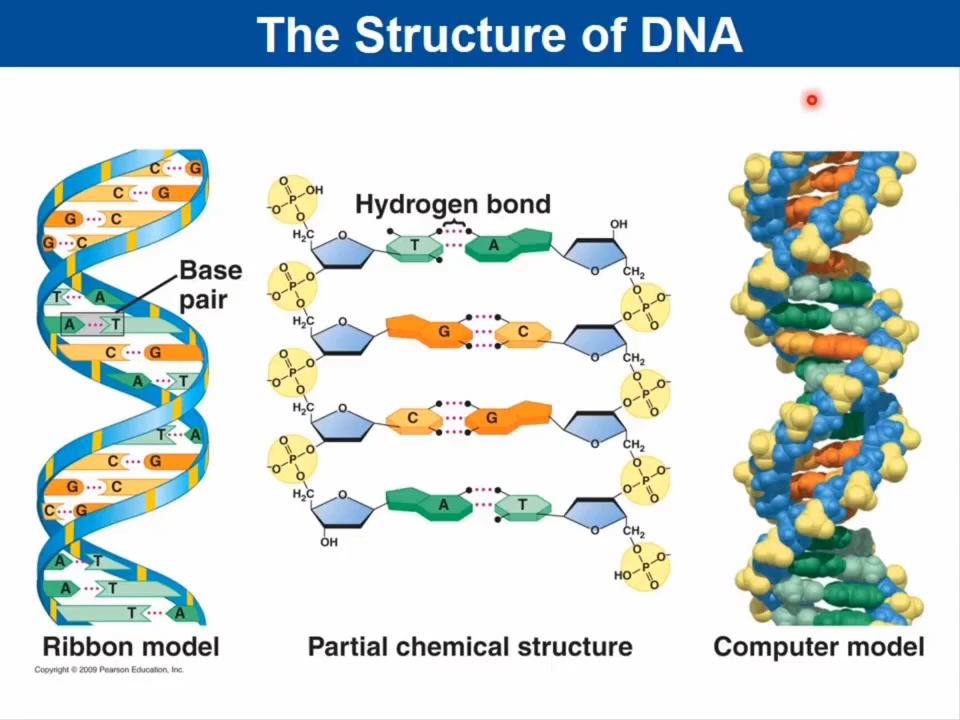 The Structure of DNA
C G
C G
G C
G C
T A
A T
C G
A T
T A
C G
G C
C G
A T
A T
T A
Base
pair
Ribbon model
Copyright © 2009 Pearson Education, Inc.
Hydrogen bond
O
P OH
⁻O
O
H₂C O
T A
OH
O
CH₂
O
P O⁻
O
O
O
P
⁻O
O
H₂C O
G C
O
CH₂
O
P O⁻
O
O
O
P
⁻O
O
H₂C O
C G
O
CH₂
O
P O⁻
O
O
O
P
⁻O
O
H₂C O
A T
O
CH₂
OH
O
P O⁻
HO
O
Partial chemical structure
Computer model